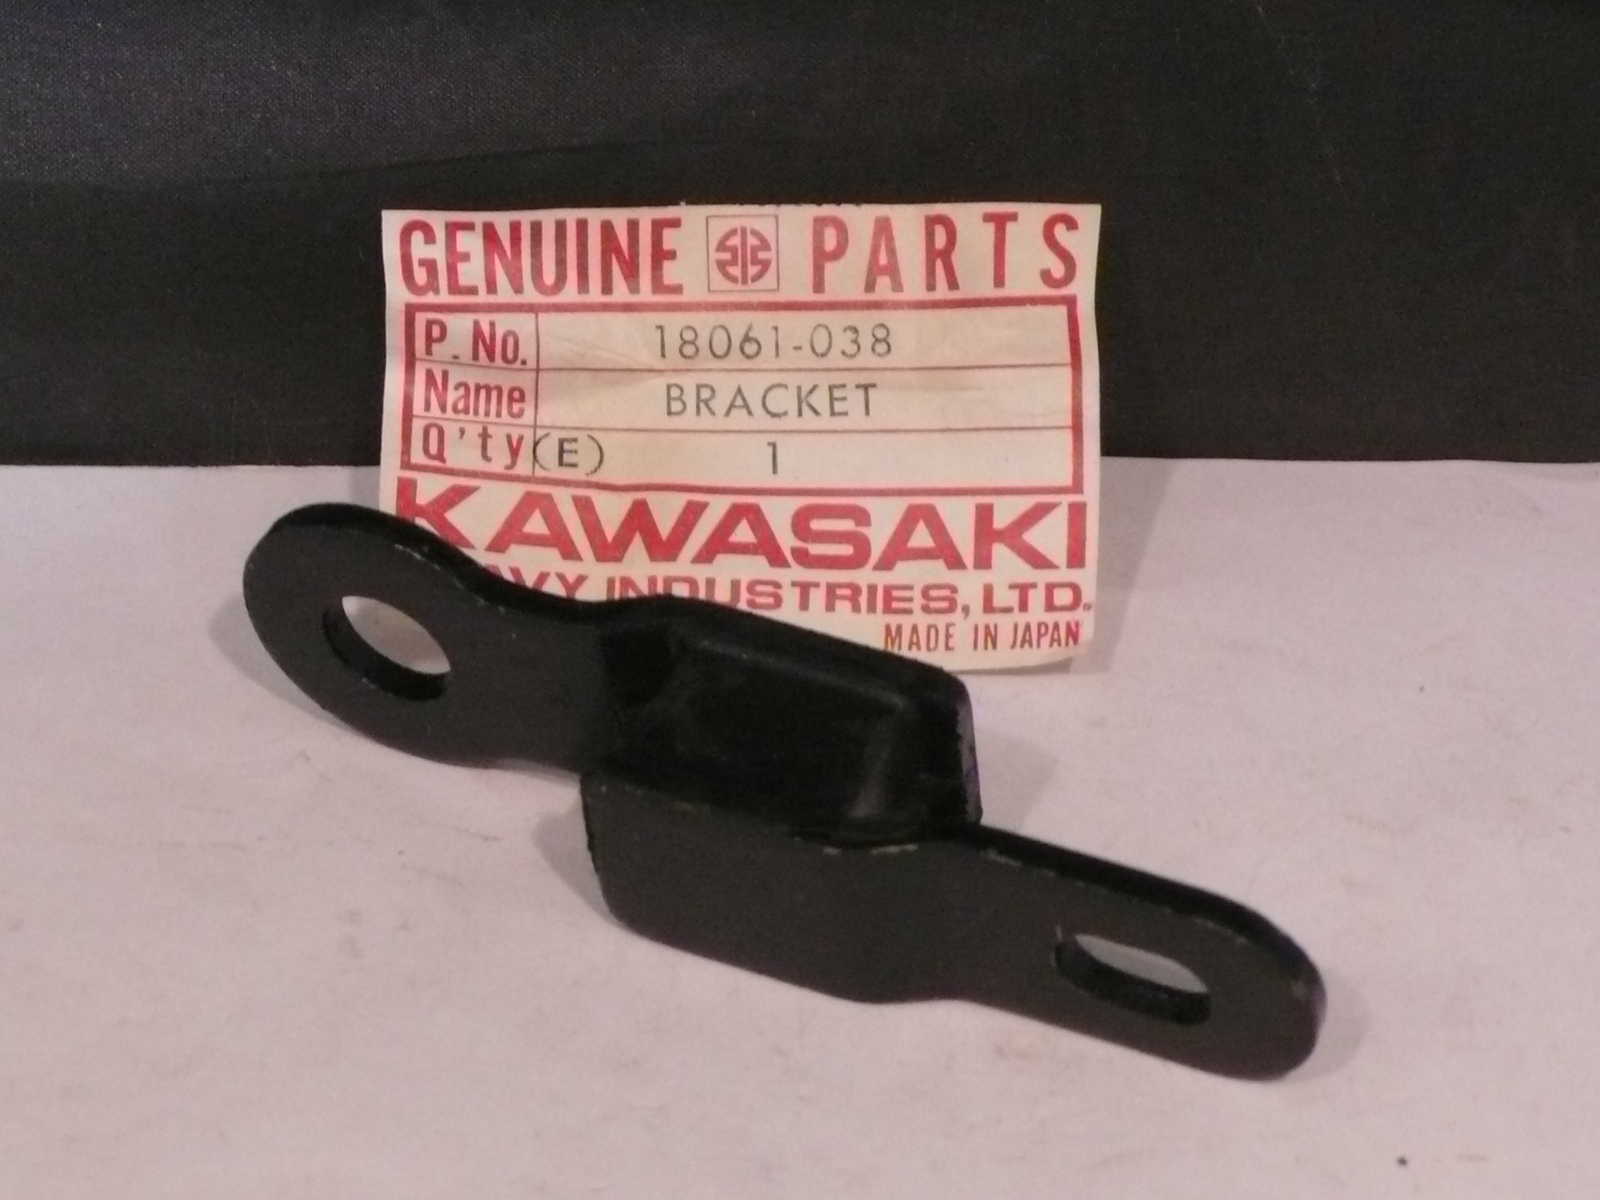 GENUINE PARTS
P. No. 18061-038
Name BRACKET
Q'ty (E) 1
KAWASAKI
INDUSTRIES, LTD.
MADE IN JAPAN